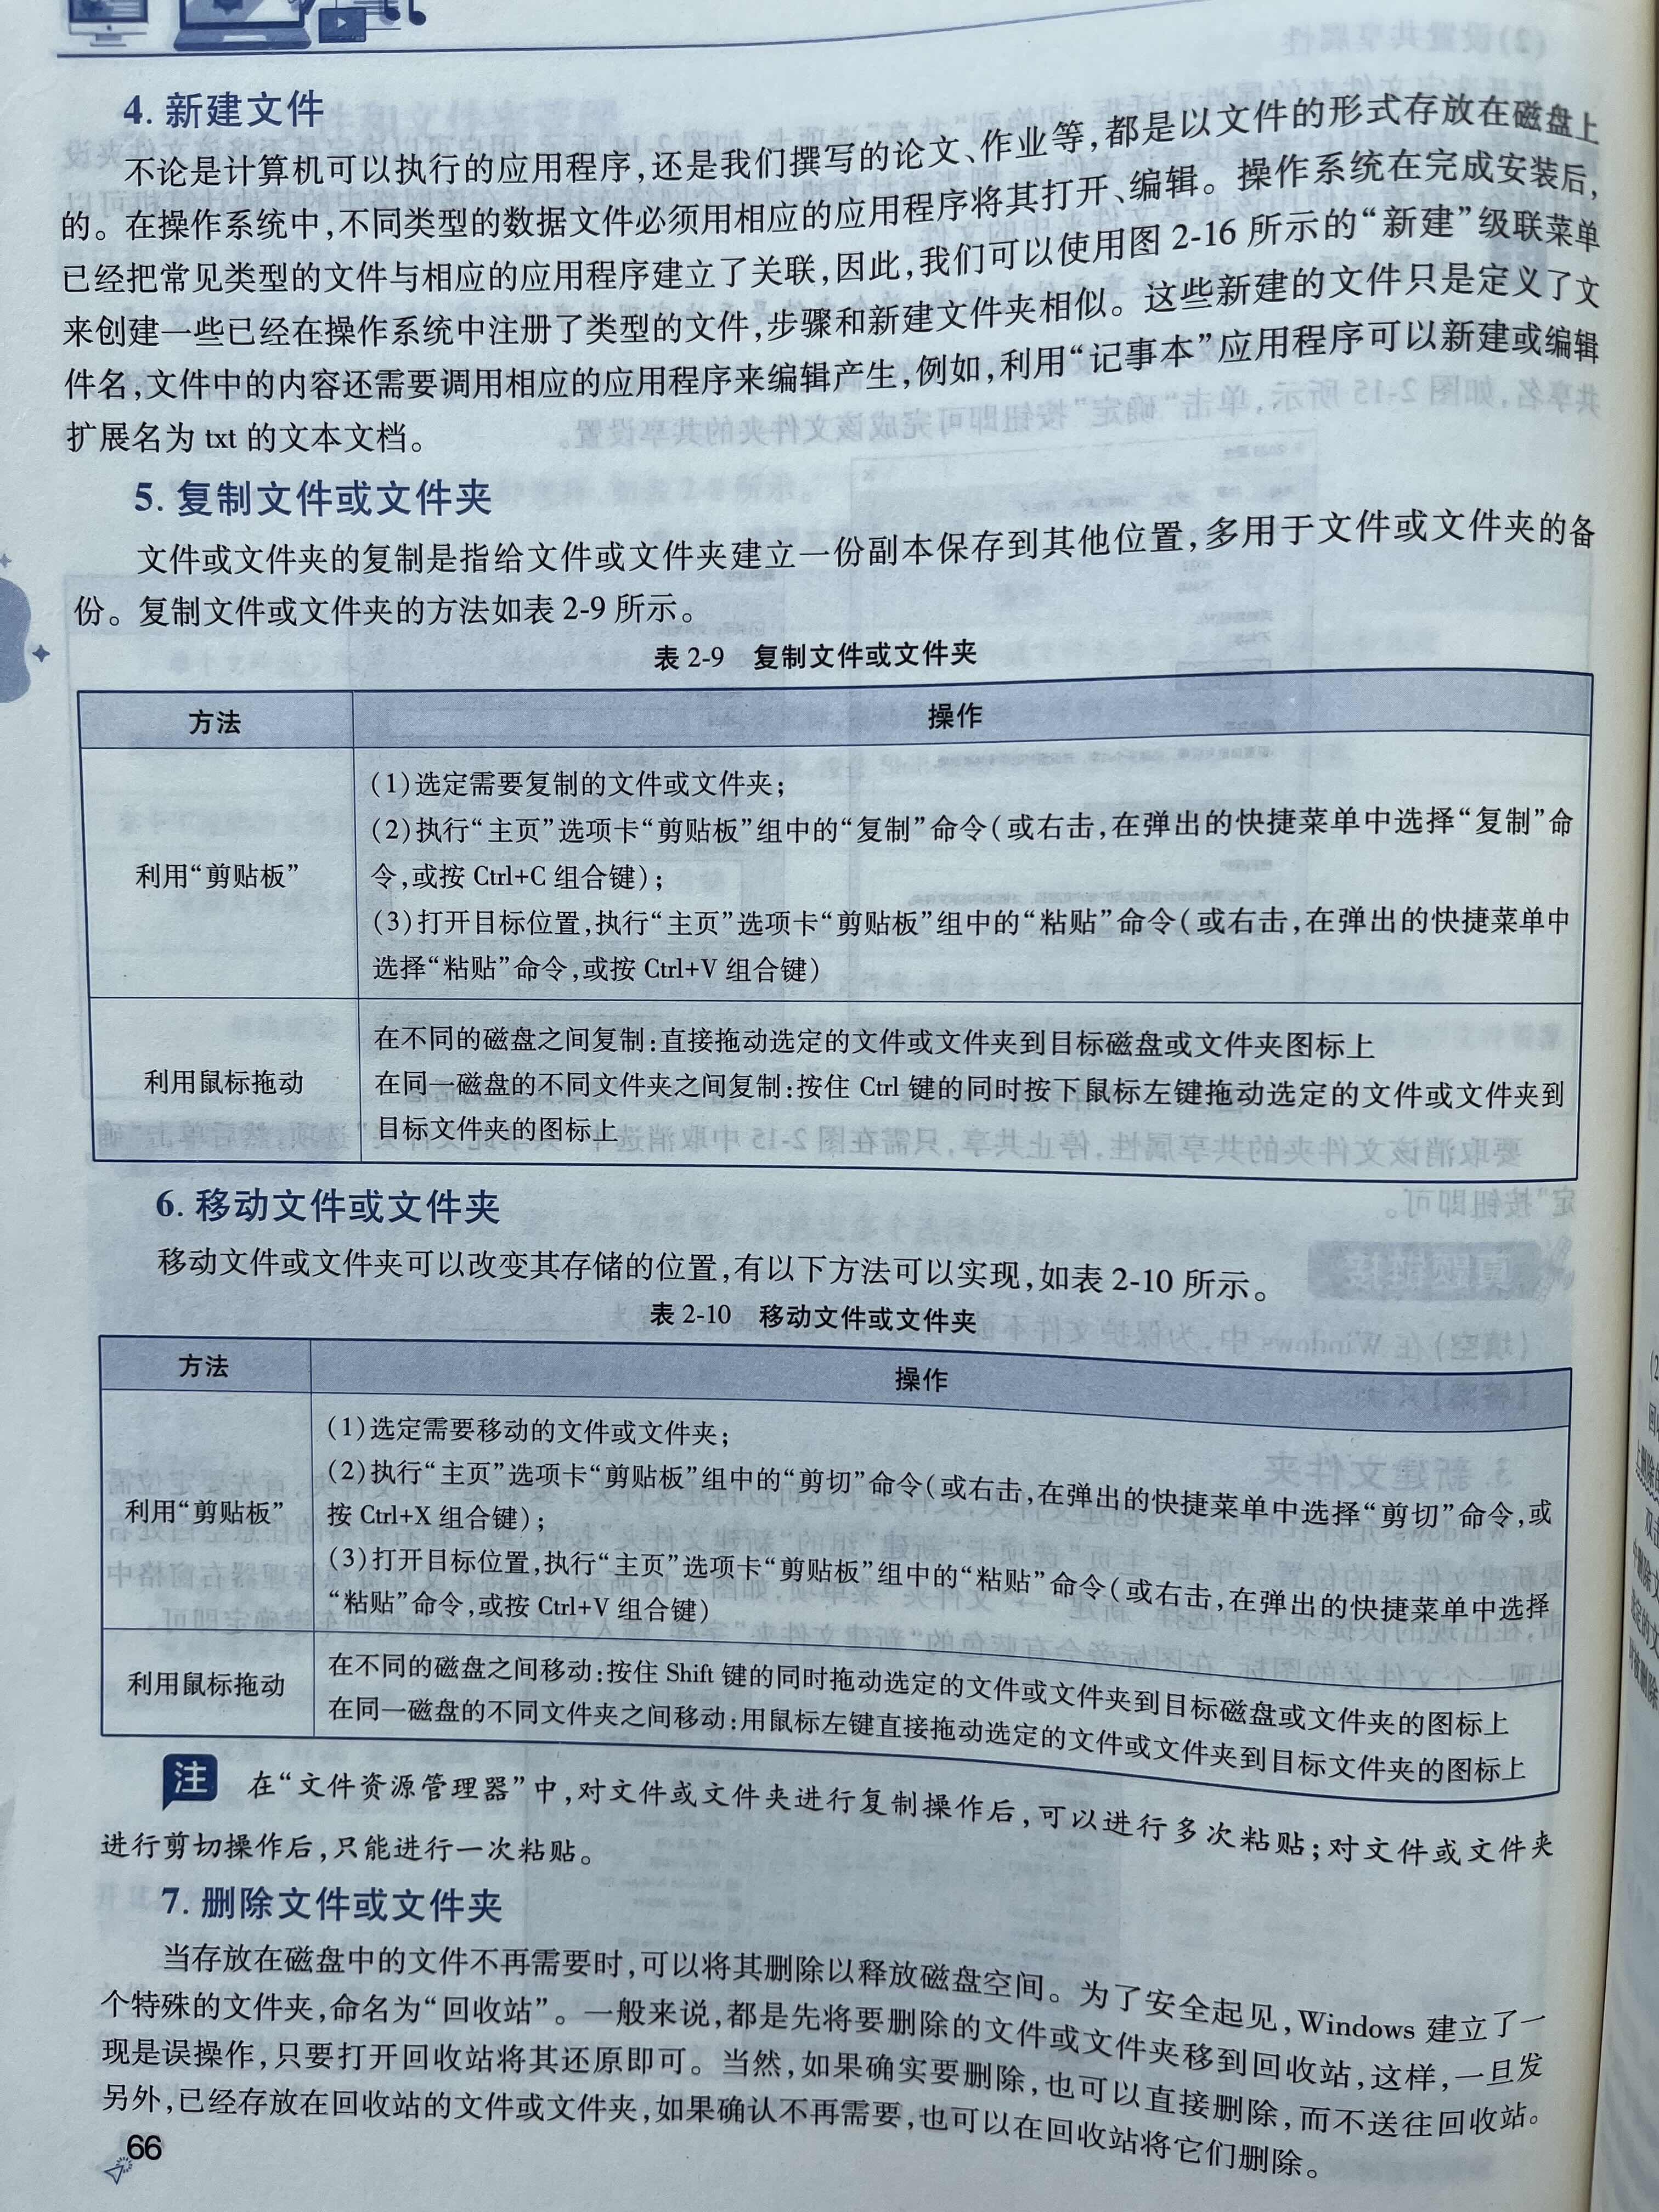 4. 新建文件
不论是计算机可以执行的应用程序,还是我们撰写的论文、作业等,都是以文件的形式存放在磁盘上
的。在操作系统中,不同类型的数据文件必须用相应的应用程序将其打开、编辑。操作系统在完成安装后,
已经把常见类型的文件与相应的应用程序建立了关联,因此,我们可以使用图 2-16 所示的“新建”级联菜单
来创建一些已经在操作系统中注册了类型的文件,步骤和新建文件夹相似。这些新建的文件只是定义了文
件名,文件中的内容还需要调用相应的应用程序来编辑产生,例如,利用“记事本”应用程序可以新建或编辑
扩展名为 txt 的文本文档。
5. 复制文件或文件夹
文件或文件夹的复制是指给文件或文件夹建立一份副本保存到其他位置,多用于文件或文件夹的备
份。复制文件或文件夹的方法如表 2-9 所示。
表 2-9 复制文件或文件夹
方法 操作
利用“剪贴板”
(1)选定需要复制的文件或文件夹;
(2)执行“主页”选项卡“剪贴板”组中的“复制”命令(或右击,在弹出的快捷菜单中选择“复制”命
令,或按 Ctrl+C 组合键);
(3)打开目标位置,执行“主页”选项卡“剪贴板”组中的“粘贴”命令(或右击,在弹出的快捷菜单中
选择“粘贴”命令,或按 Ctrl+V 组合键)
利用鼠标拖动
在不同的磁盘之间复制:直接拖动选定的文件或文件夹到目标磁盘或文件夹图标上
在同一磁盘的不同文件夹之间复制:按住 Ctrl 键的同时按下鼠标左键拖动选定的文件或文件夹到
目标文件夹的图标上
6. 移动文件或文件夹
移动文件或文件夹可以改变其存储的位置,有以下方法可以实现,如表 2-10 所示。
表 2-10 移动文件或文件夹
方法 操作
利用“剪贴板”
(1)选定需要移动的文件或文件夹;
(2)执行“主页”选项卡“剪贴板”组中的“剪切”命令(或右击,在弹出的快捷菜单中选择“剪切”命令,或
按 Ctrl+X 组合键);
(3)打开目标位置,执行“主页”选项卡“剪贴板”组中的“粘贴”命令(或右击,在弹出的快捷菜单中选择
“粘贴”命令,或按 Ctrl+V 组合键)
利用鼠标拖动
在不同的磁盘之间移动:按住 Shift 键的同时拖动选定的文件或文件夹到目标磁盘或文件夹的图标上
在同一磁盘的不同文件夹之间移动:用鼠标左键直接拖动选定的文件或文件夹到目标文件夹的图标上
注 在“文件资源管理器”中,对文件或文件夹进行复制操作后,可以进行多次粘贴;对文件或文件夹
进行剪切操作后,只能进行一次粘贴。
7. 删除文件或文件夹
当存放在磁盘中的文件不再需要时,可以将其删除以释放磁盘空间。为了安全起见,Windows 建立了一
个特殊的文件夹,命名为“回收站”。一般来说,都是先将要删除的文件或文件夹移到回收站,这样,一旦发
现是误操作,只要打开回收站将其还原即可。当然,如果确实要删除,也可以直接删除,而不送往回收站。
另外,已经存放在回收站的文件或文件夹,如果确认不再需要,也可以在回收站将它们删除。
66